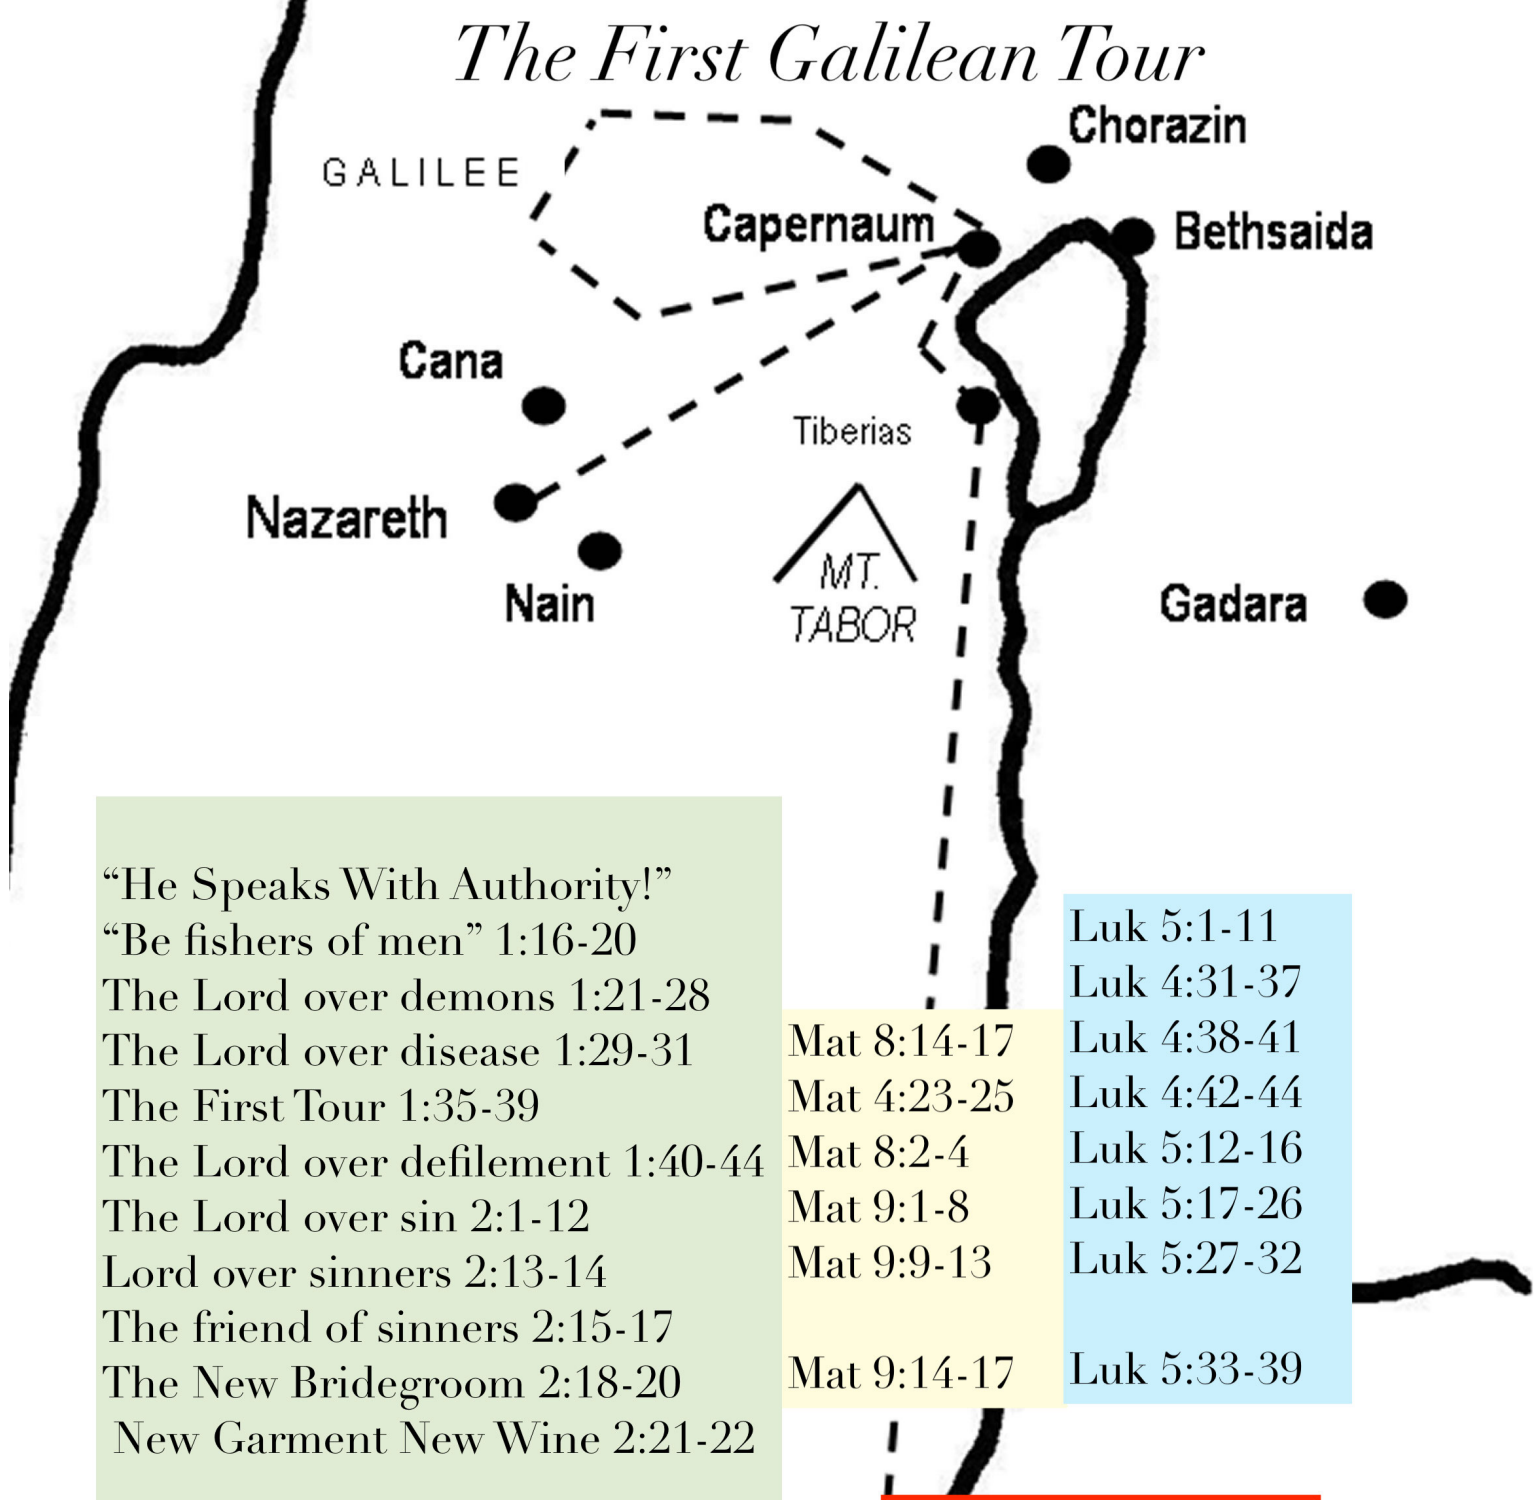 The First Galilean Tour
Chorazin
GALILEE
Capernaum
Bethsaida
Cana
Tiberias
Nazareth
MT.
TABOR
Nain
Gadara
“He Speaks With Authority!”
“Be fishers of men” 1:16-20
The Lord over demons 1:21-28
The Lord over disease 1:29-31
The First Tour 1:35-39
The Lord over defilement 1:40-44
The Lord over sin 2:1-12
Lord over sinners 2:13-14
The friend of sinners 2:15-17
The New Bridegroom 2:18-20
New Garment New Wine 2:21-22
Mat 8:14-17
Mat 4:23-25
Mat 8:2-4
Mat 9:1-8
Mat 9:9-13
Mat 9:14-17
Luk 5:1-11
Luk 4:31-37
Luk 4:38-41
Luk 4:42-44
Luk 5:12-16
Luk 5:17-26
Luk 5:27-32
Luk 5:33-39